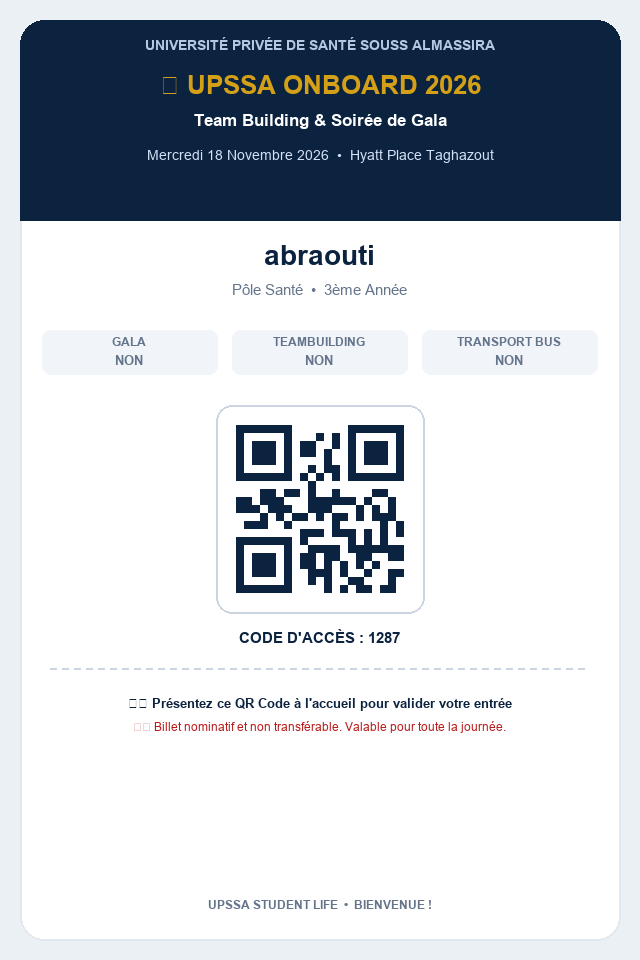 UNIVERSITÉ PRIVÉE DE SANTÉ SOUSS ALMASSIRA
UPSSA ONBOARD 2026
Team Building & Soirée de Gala
Mercredi 18 Novembre 2026 • Hyatt Place Taghazout
abraouti
Pôle Santé • 3ème Année
GALA
NON
TEAMBUILDING
NON
TRANSPORT BUS
NON
CODE D'ACCÈS : 1287
Présentez ce QR Code à l'accueil pour valider votre entrée
Billet nominatif et non transférable. Valable pour toute la journée.
UPSSA STUDENT LIFE • BIENVENUE !